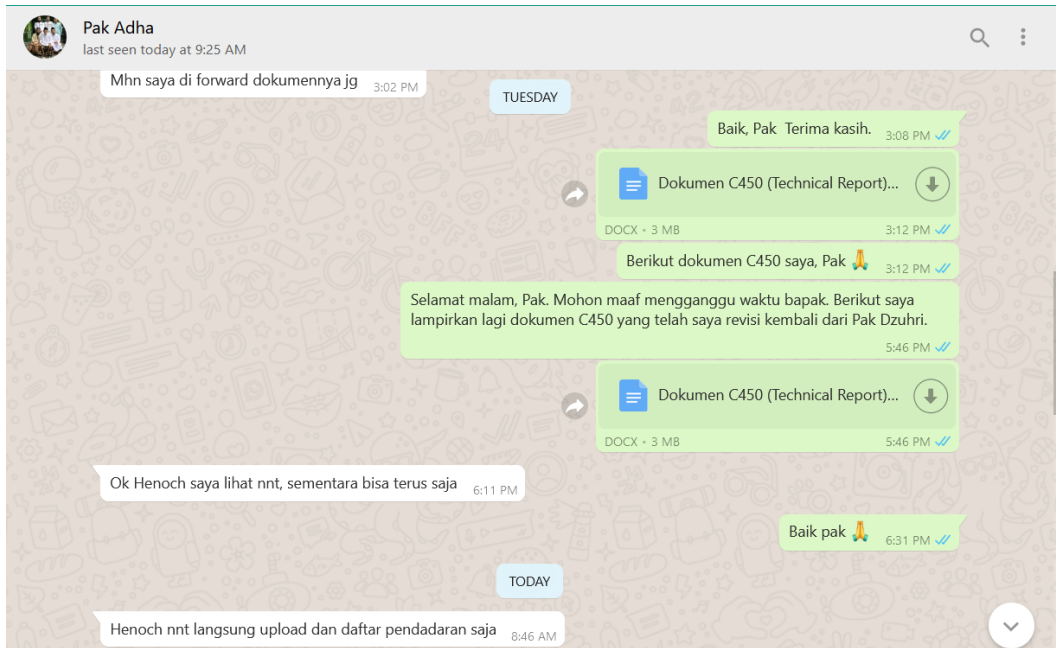 Pak Adha
last seen today at 9:25 AM
Mhn saya di forward dokumennya jg 3:02 PM
TUESDAY
Baik, Pak  Terima kasih. 3:08 PM
Dokumen C450 (Technical Report)...
DOCX • 3 MB 3:12 PM
Berikut dokumen C450 saya, Pak 🙏 3:12 PM
Selamat malam, Pak. Mohon maaf mengganggu waktu bapak. Berikut saya
lampirkan lagi dokumen C450 yang telah saya revisi kembali dari Pak Dzuhri.
5:46 PM
Dokumen C450 (Technical Report)...
DOCX • 3 MB 5:46 PM
Ok Henoch saya lihat nnt, sementara bisa terus saja 6:11 PM
Baik pak 🙏 6:31 PM
TODAY
Henoch nnt langsung upload dan daftar pendadaran saja 8:46 AM